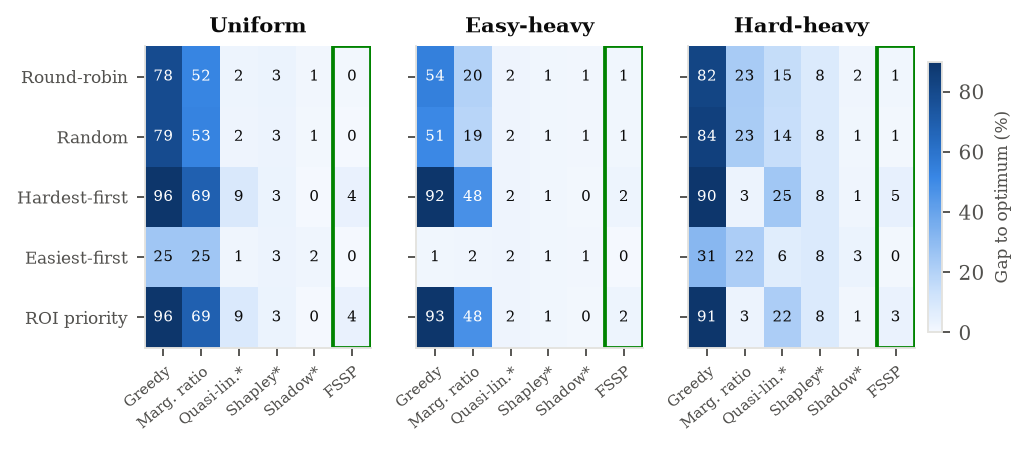 Uniform Easy-heavy Hard-heavy
Round-robin 78 52 2 3 1 0 54 20 2 1 1 1 82 23 15 8 2 1
Random 79 53 2 3 1 0 51 19 2 1 1 1 84 23 14 8 1 1
Hardest-first 96 69 9 3 0 4 92 48 2 1 0 2 90 3 25 8 1 5
Easiest-first 25 25 1 3 2 0 1 2 2 1 1 0 31 22 6 8 3 0
ROI priority 96 69 9 3 0 4 93 48 2 1 0 2 91 3 22 8 1 3
Greedy Marg. ratio Quasi-lin.* Shapley* Shadow* FSSP Greedy Marg. ratio Quasi-lin.* Shapley* Shadow* FSSP Greedy Marg. ratio Quasi-lin.* Shapley* Shadow* FSSP
80
60
40
20
0
Gap to optimum (%)